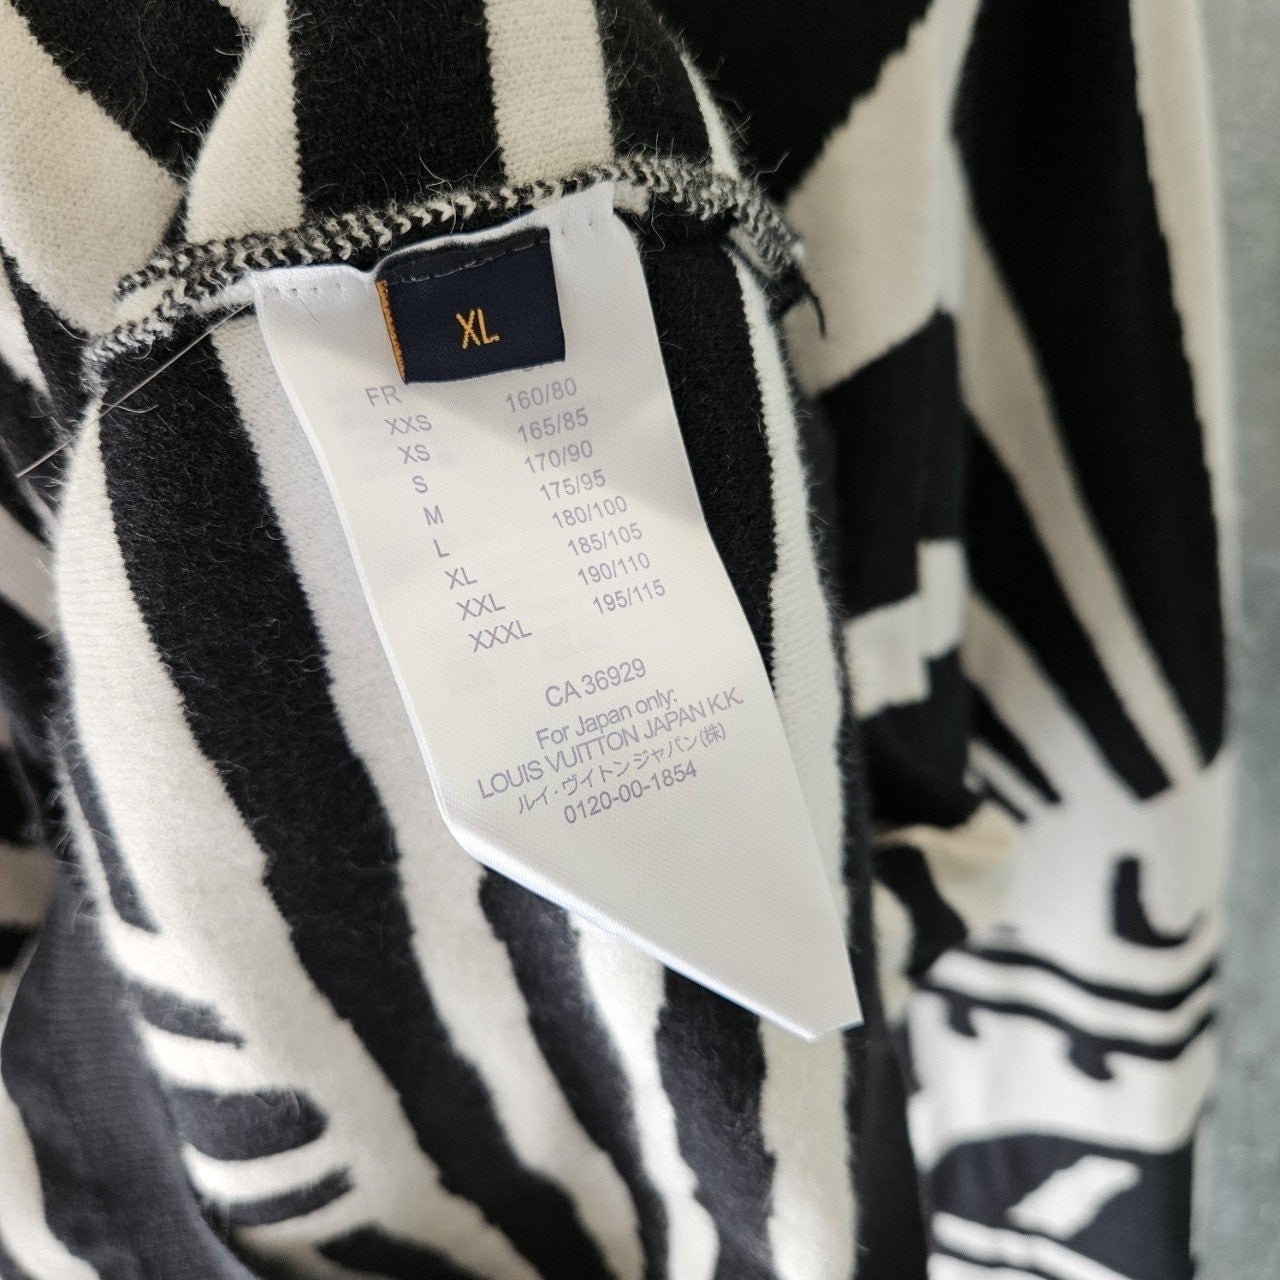 XL
FR
XXS 160/80
XS 165/85
S 170/90
M 175/95
L 180/100
XL 185/105
XXL 190/110
XXXL 195/115
CA 36929
For Japan only:
LOUIS VUITTON JAPAN K.K.
ルイ・ヴィトンジャパン(株)
0120-00-1854